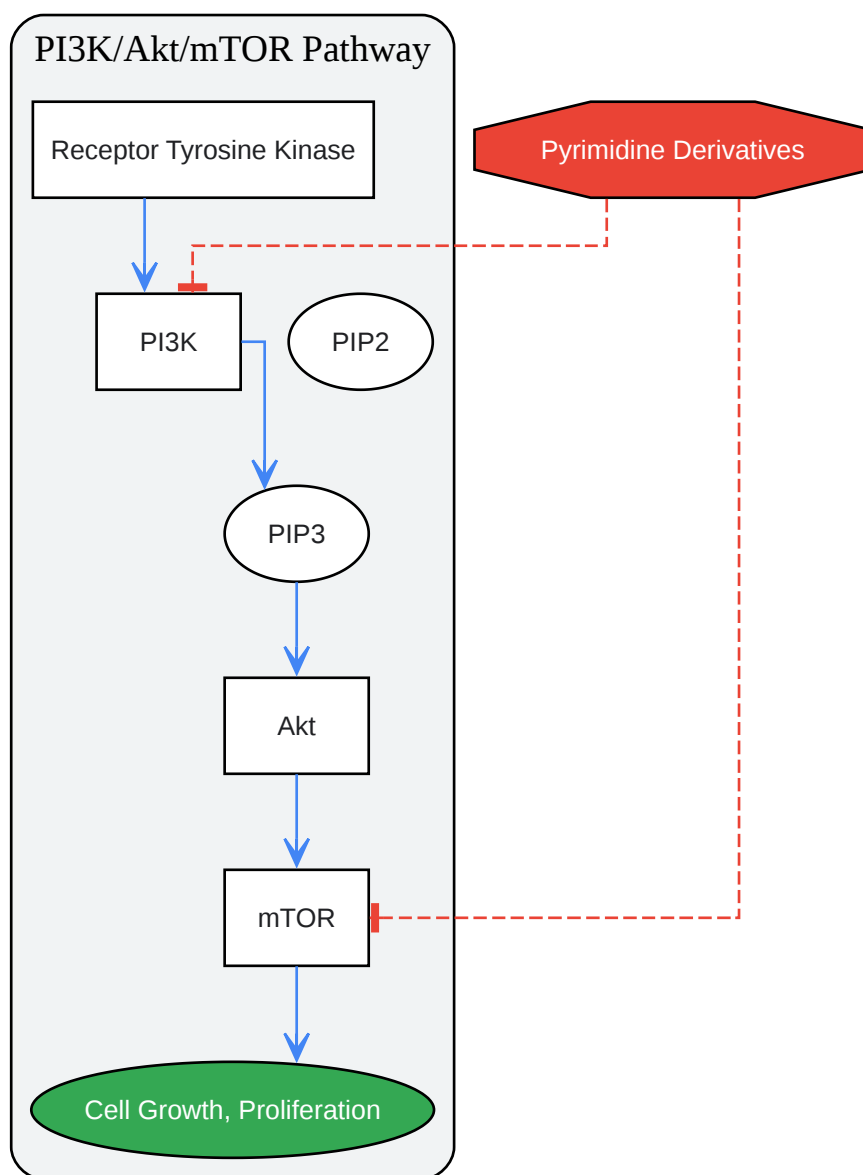 PI3K/Akt/mTOR Pathway
Receptor Tyrosine Kinase
Pyrimidine Derivatives
PI3K
PIP2
PIP3
Akt
mTOR
Cell Growth, Proliferation